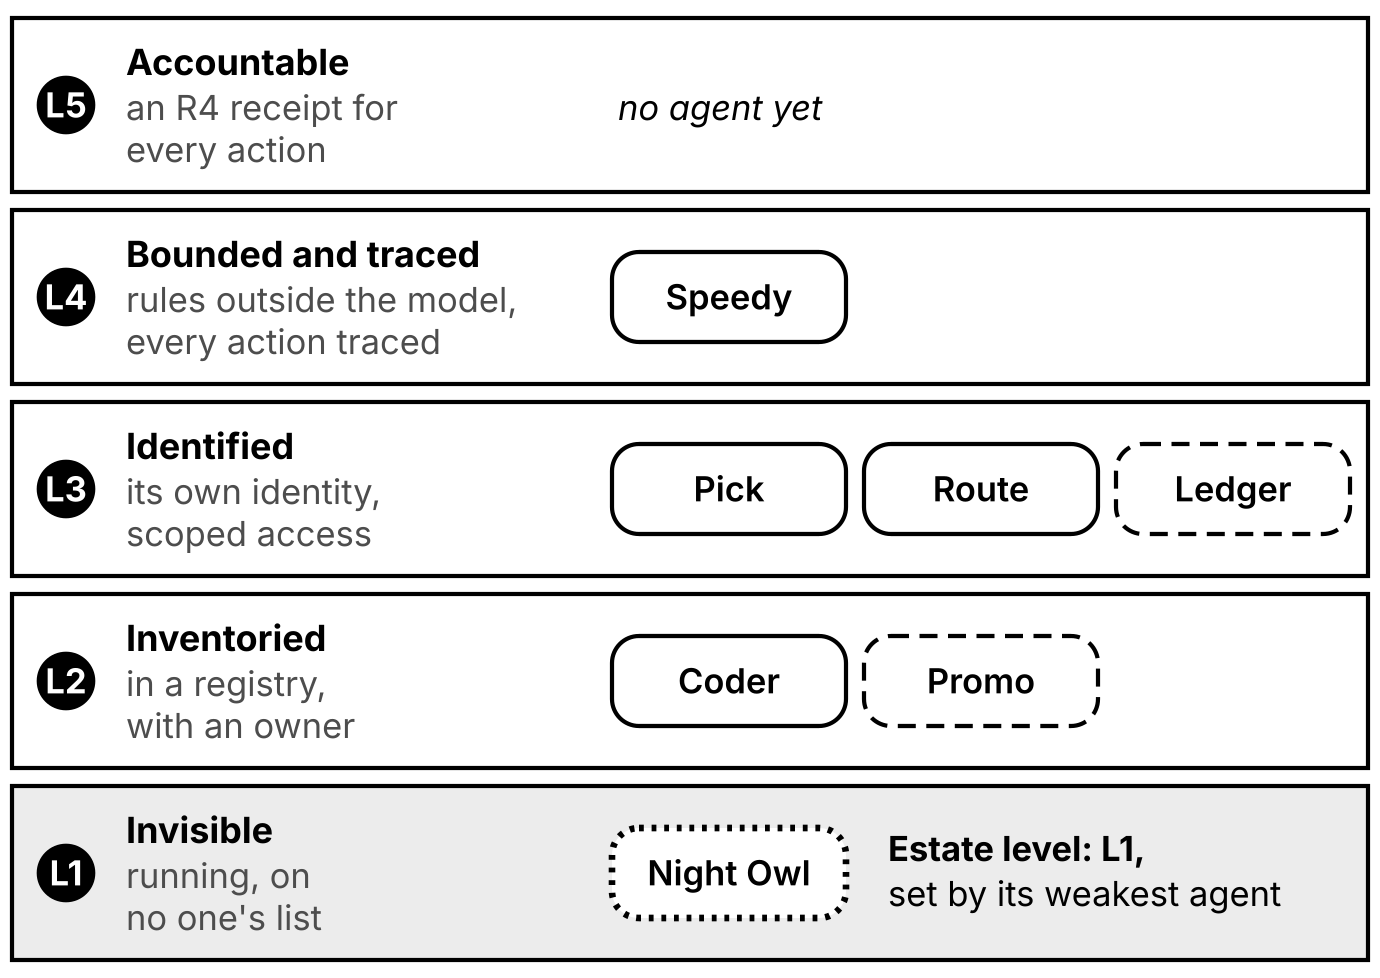 L5
Accountable
an R4 receipt for
every action
no agent yet
L4
Bounded and traced
rules outside the model,
every action traced
Speedy
L3
Identified
its own identity,
scoped access
Pick
Route
Ledger
L2
Inventoried
in a registry,
with an owner
Coder
Promo
L1
Invisible
running, on
no one's list
Night Owl
Estate level: L1,
set by its weakest agent